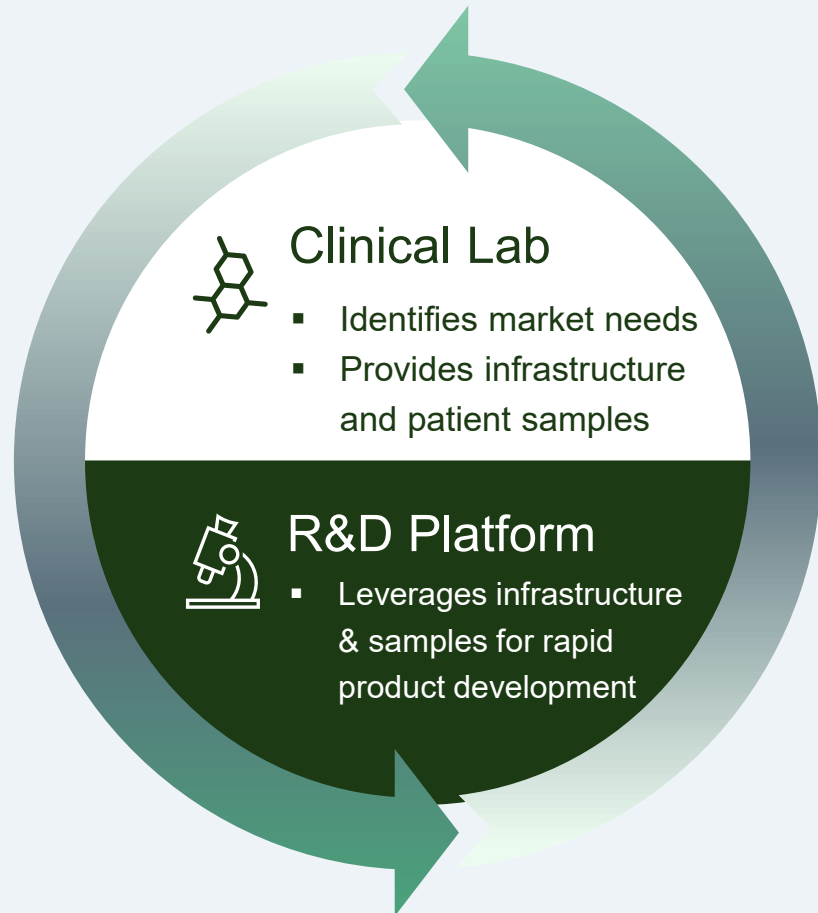 Clinical Lab
▪ Identifies market needs
▪ Provides infrastructure
and patient samples
R&D Platform
▪ Leverages infrastructure
& samples for rapid
product development